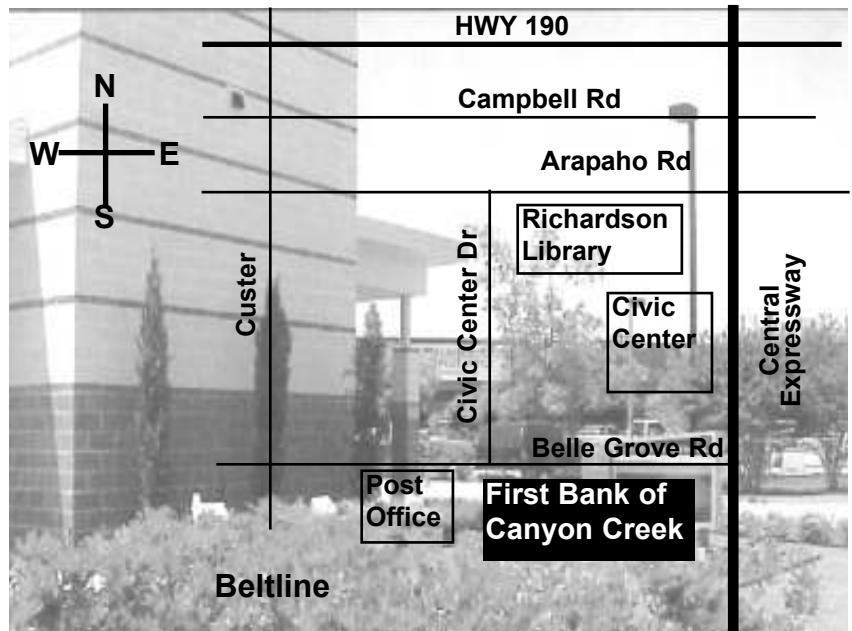 HWY 190
Campbell Rd
Arapaho Rd
N
W E
S
Richardson
Library
Civic
Center
Custer
Civic Center Dr
Central
Expressway
Belle Grove Rd
Post
Office
First Bank of
Canyon Creek
Beltline